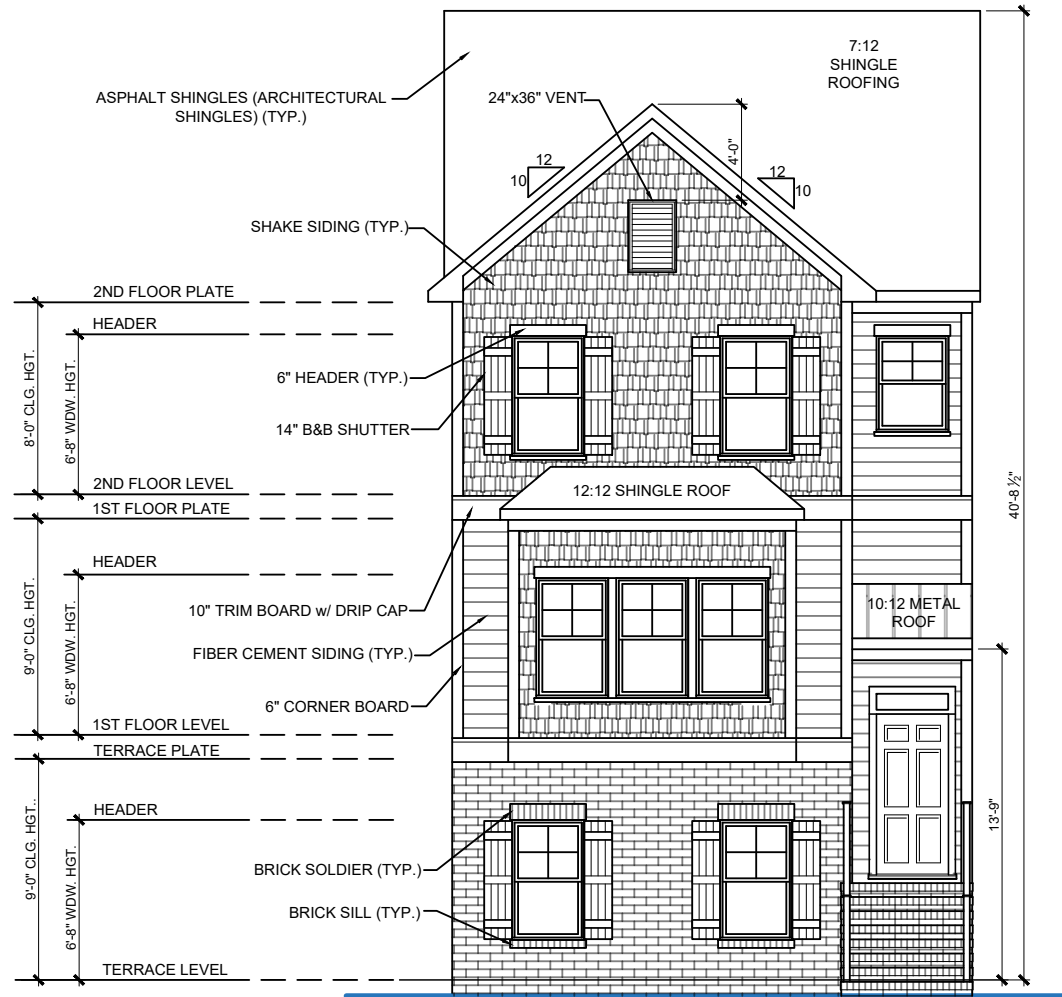 7:12
SHINGLE
ROOFING
ASPHALT SHINGLES (ARCHITECTURAL
SHINGLES) (TYP.)
24"x36" VENT
4'-0"
12
10
12
10
SHAKE SIDING (TYP.)
2ND FLOOR PLATE
HEADER
8'-0" CLG. HGT.
6'-8" WDW. HGT.
6" HEADER (TYP.)
14" B&B SHUTTER
2ND FLOOR LEVEL
1ST FLOOR PLATE
12:12 SHINGLE ROOF
40'-8 ½"
HEADER
9'-0" CLG. HGT.
6'-8" WDW. HGT.
10" TRIM BOARD w/ DRIP CAP
10:12 METAL
ROOF
FIBER CEMENT SIDING (TYP.)
6" CORNER BOARD
1ST FLOOR LEVEL
TERRACE PLATE
HEADER
9'-0" CLG. HGT..
6'-8" WDW. HGT.
13'-9"
BRICK SOLDIER (TYP.)
BRICK SILL (TYP.)
TERRACE LEVEL